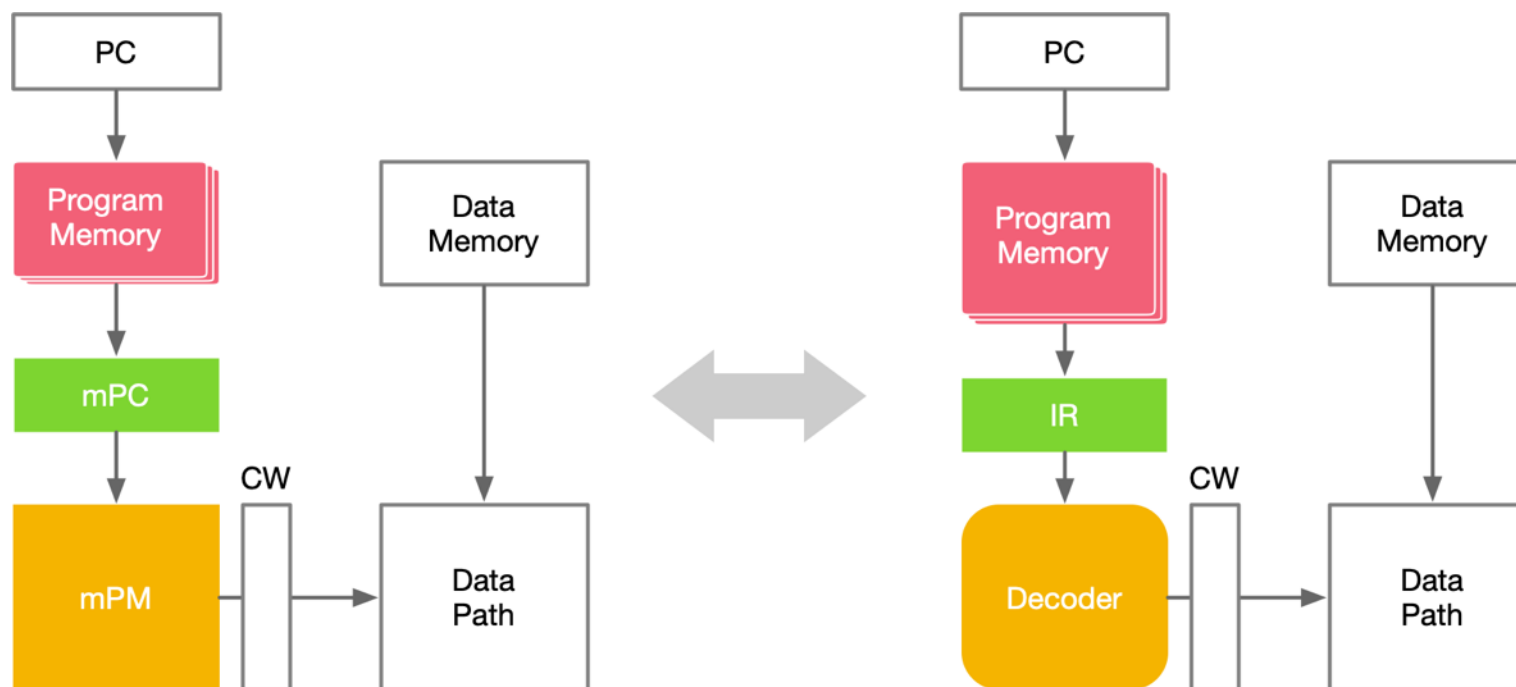 PC
Program
Memory
Data
Memory
mPC
CW
mPM
Data
Path
PC
Program
Memory
Data
Memory
IR
CW
Decoder
Data
Path